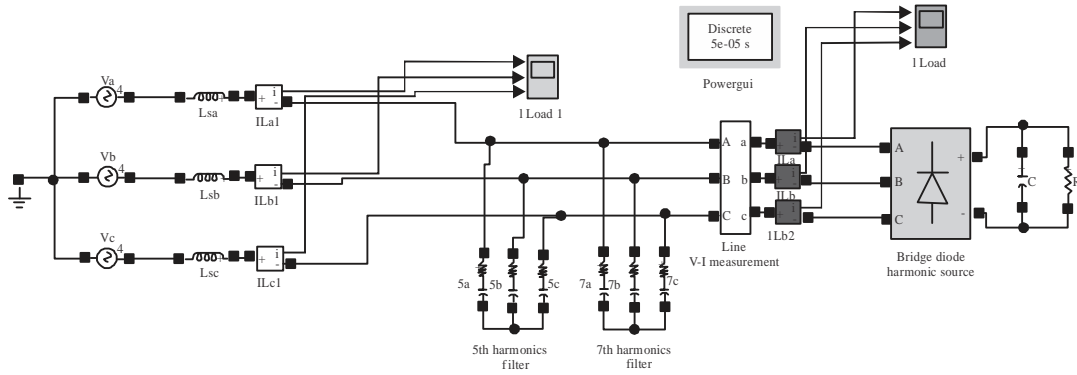 Discrete
5e-05 s
Powergui
l Load
l Load 1
Va
4
Lsa
+
i
-
ILa1
Vb
4
Lsb
+
i
-
ILb1
Vc
4
Lsc
+
i
-
ILc1
A
B
C
a
b
c
Line
V-I measurement
ILa
ILb
1Lb2
A
B
C
+
-
Bridge diode
harmonic source
C
R
5a
5b
5c
5th harmonics
filter
7a
7b
7c
7th harmonics
filter